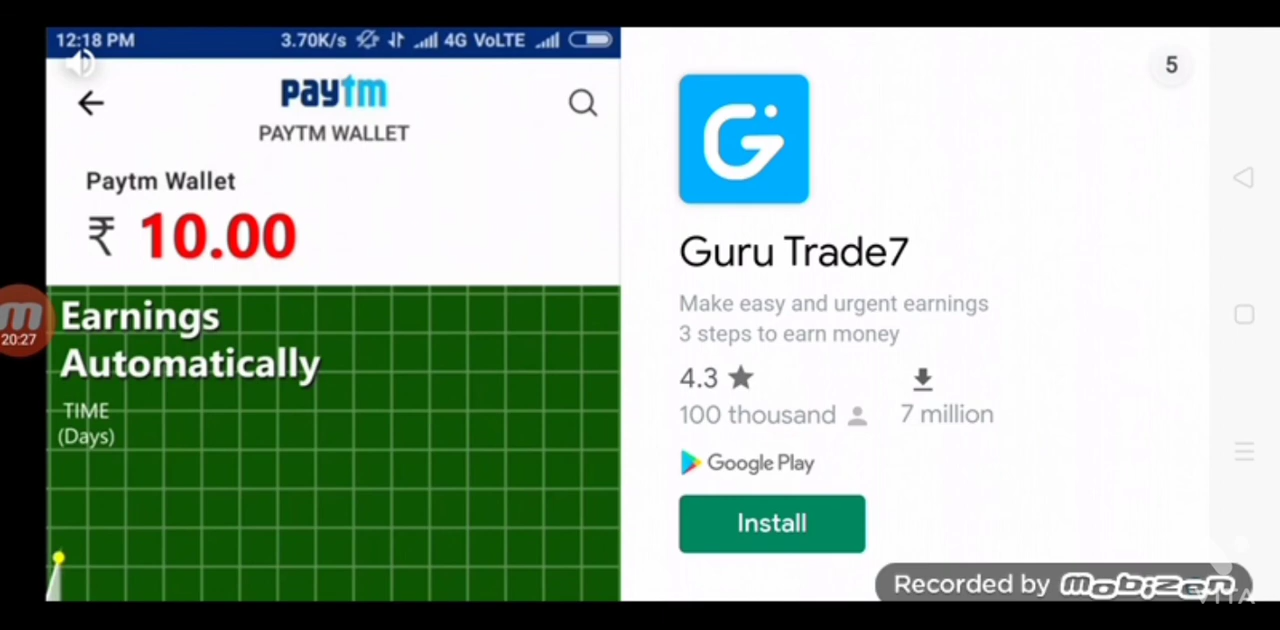 12:18 PM 3.70K/s 4G VoLTE
paytm
PAYTM WALLET
Paytm Wallet
₹ 10.00
Earnings
Automatically
TIME
(Days)
20:27
5
Guru Trade7
Make easy and urgent earnings
3 steps to earn money
4.3 ★
100 thousand 7 million
Google Play
Install
Recorded by mobizen
VITA